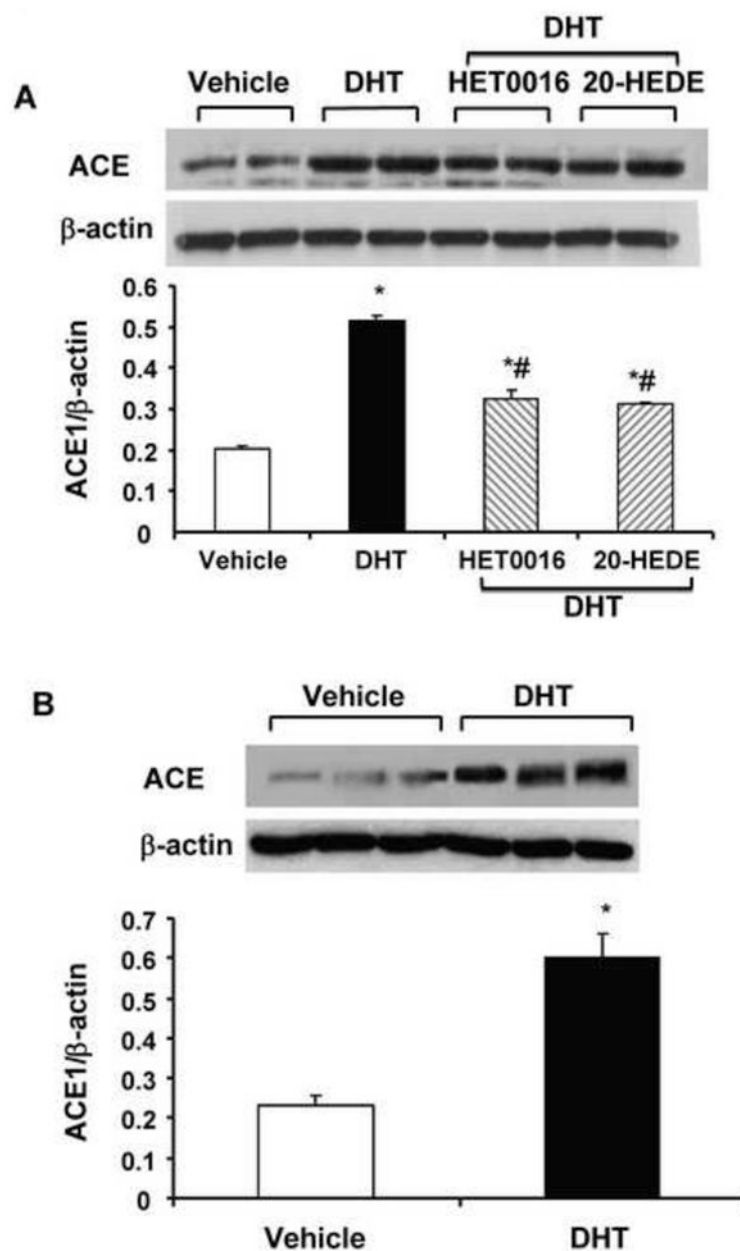 DHT
Vehicle DHT HET0016 20-HEDE
A
ACE
β-actin
0.6
*
0.5
0.4
*# *#
0.3
0.2
0.1
0
ACE1/β-actin
Vehicle DHT HET0016 20-HEDE
DHT
B
Vehicle DHT
ACE
β-actin
0.7
*
0.6
0.5
0.4
0.3
0.2
0.1
0
ACE1/β-actin
Vehicle DHT